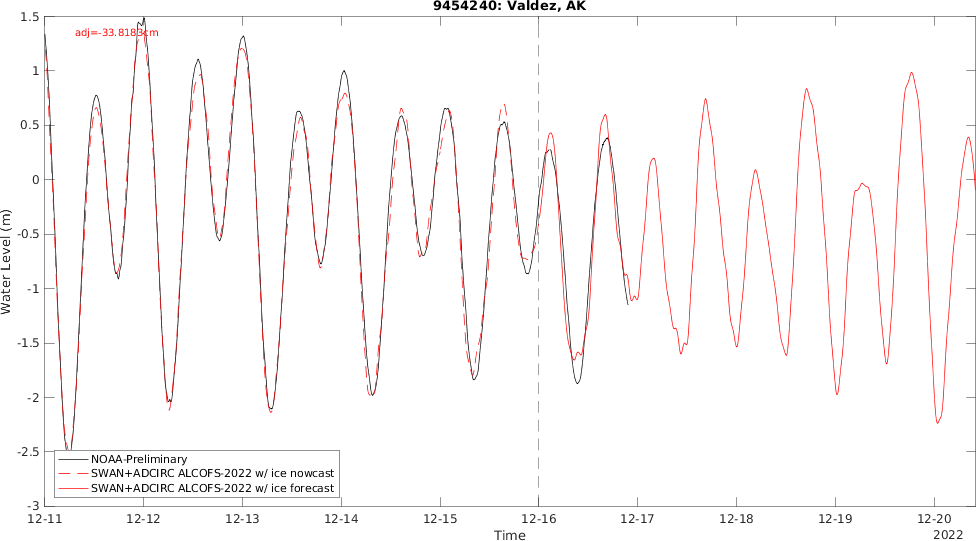 9454240: Valdez, AK
adj=-33.8183cm
1.5
1
0.5
0
-0.5
-1
-1.5
-2
-2.5
-3
Water Level (m)
NOAA-Preliminary
SWAN+ADCIRC ALCOFS-2022 w/ ice nowcast
SWAN+ADCIRC ALCOFS-2022 w/ ice forecast
12-11 12-12 12-13 12-14 12-15 12-16 12-17 12-18 12-19 12-20
Time
2022